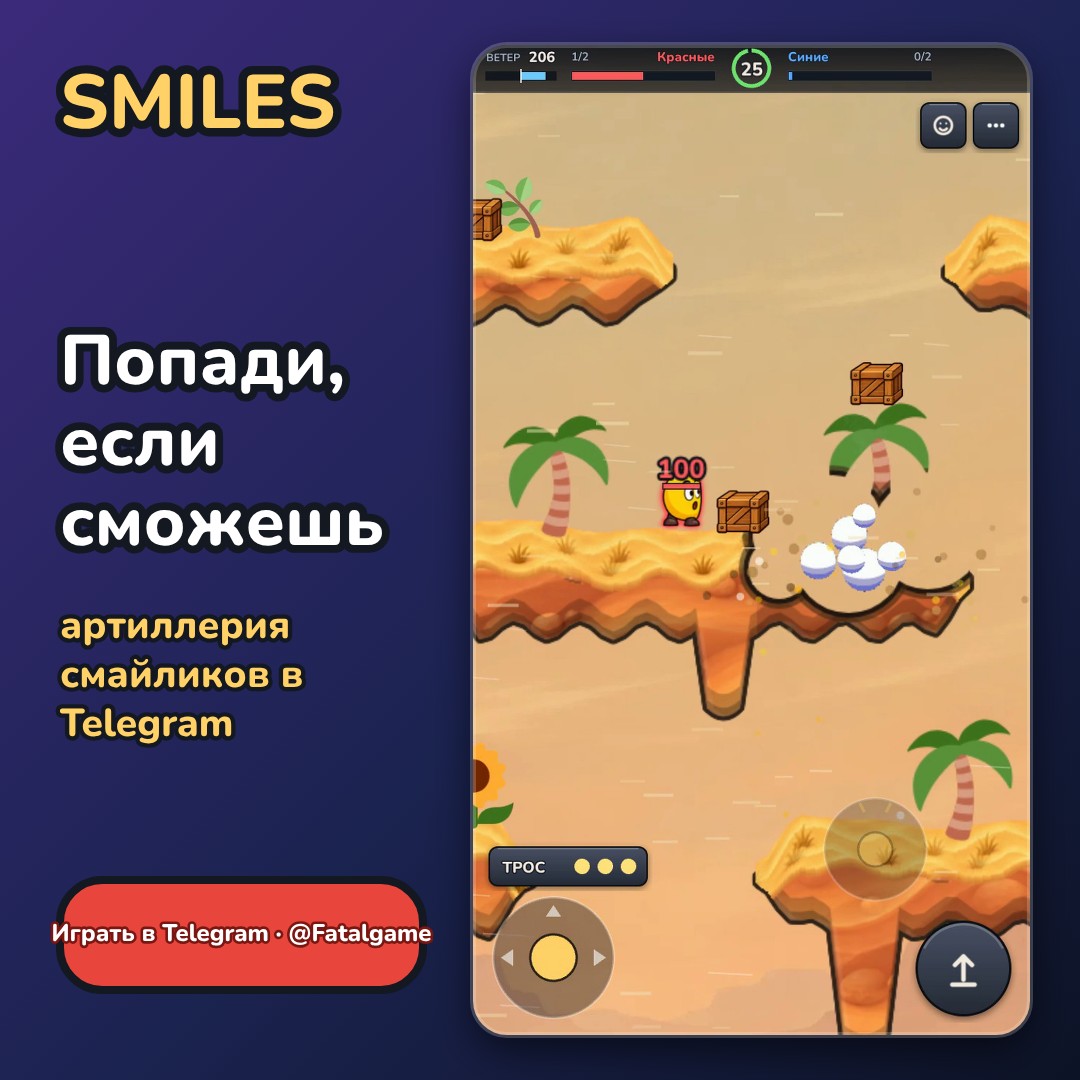 SMILES
Попади,
если
сможешь
артиллерия
смайликов в
Telegram
Играть в Telegram · @Fatalgame
ВЕТЕР 206 1/2 Красные 25 Синие 0/2
100
ТРОС